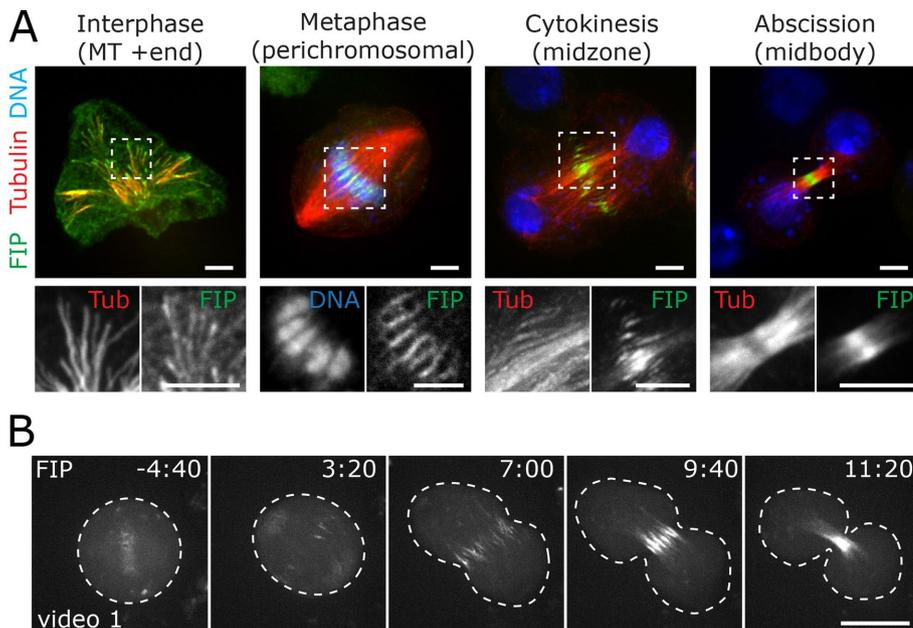 A
Interphase
(MT +end)
Metaphase
(perichromosomal)
Cytokinesis
(midzone)
Abscission
(midbody)
FIP Tubulin DNA
Tub
FIP
DNA
FIP
Tub
FIP
Tub
FIP
B
FIP
-4:40
3:20
7:00
9:40
11:20
video 1